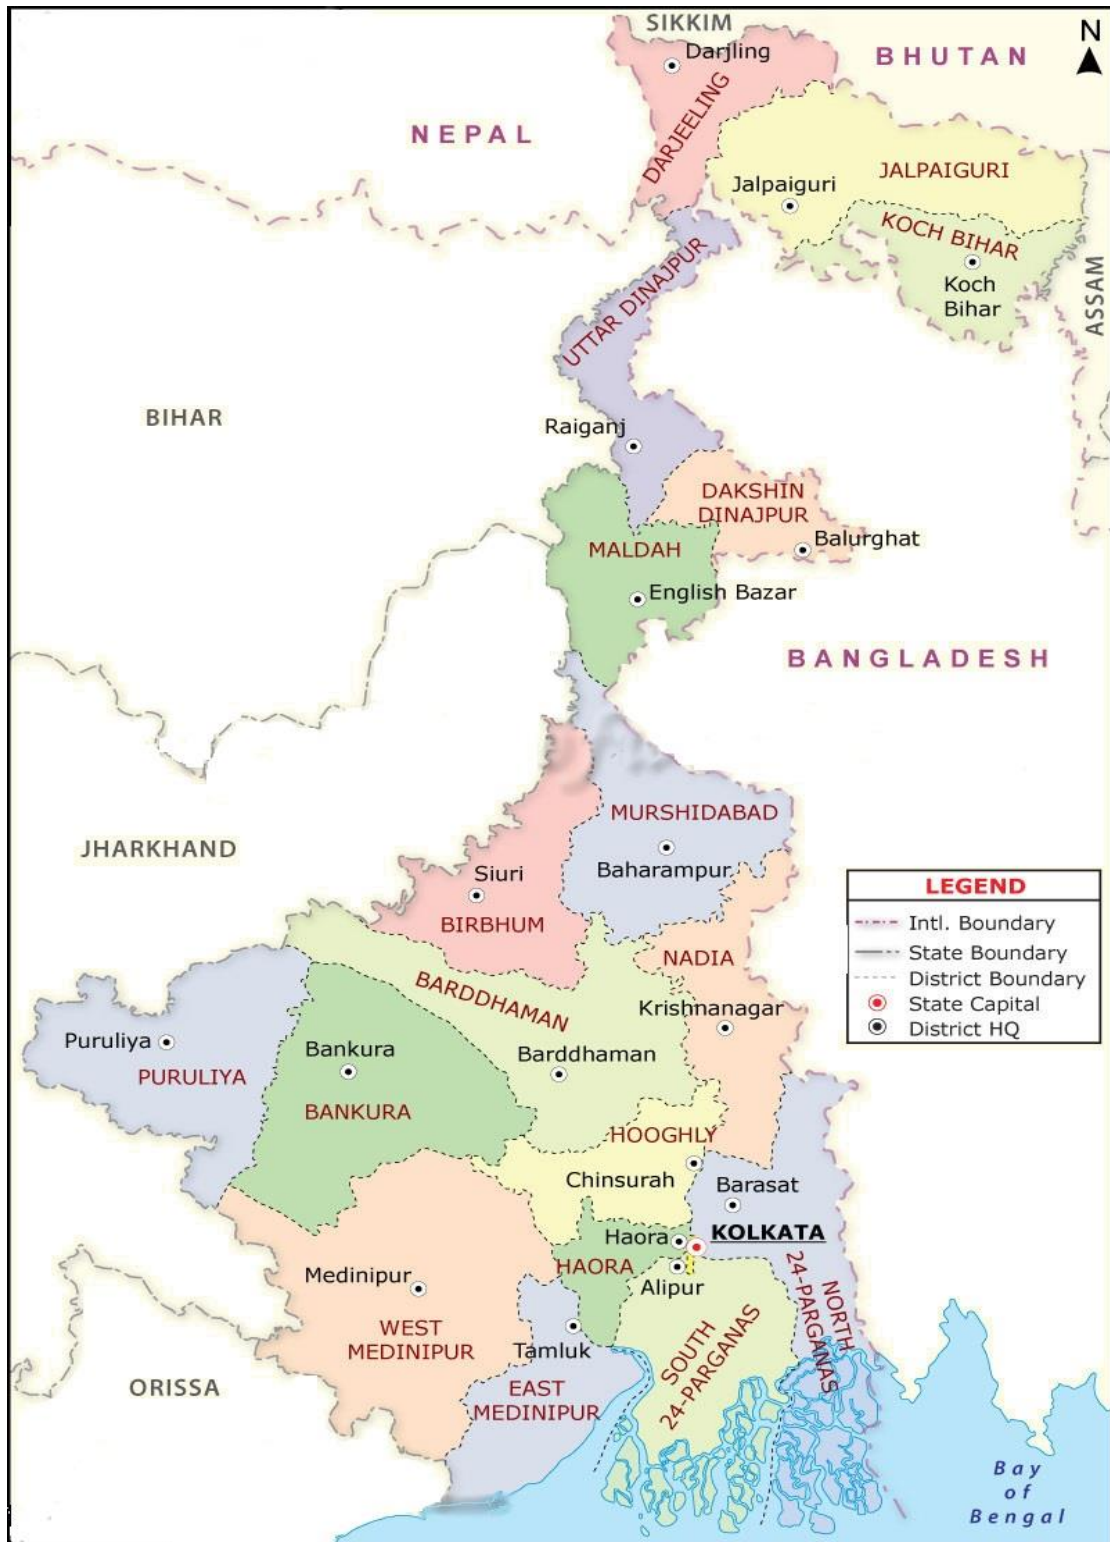 SIKKIM
N
Darjling
BHUTAN
NEPAL
DARJEELING
JALPAIGURI
Jalpaiguri
KOCH BIHAR
Koch
Bihar
ASSAM
UTTAR DINAJPUR
BIHAR
Raiganj
DAKSHIN
DINAJPUR
Balurghat
MALDAH
English Bazar
BANGLADESH
MURSHIDABAD
Baharampur
JHARKHAND
Siuri
BIRBHUM
LEGEND
Intl. Boundary
State Boundary
District Boundary
State Capital
District HQ
NADIA
Krishnanagar
BARDDHAMAN
Barddhaman
Puruliya
PURULIYA
Bankura
BANKURA
HOOGHLY
Chinsurah
Barasat
KOLKATA
Haora
HAORA
Alipur
NORTH
24-PARGANAS
Medinipur
WEST
MEDINIPUR
Tamluk
SOUTH
24-PARGANAS
ORISSA
EAST
MEDINIPUR
Bay
of
Bengal